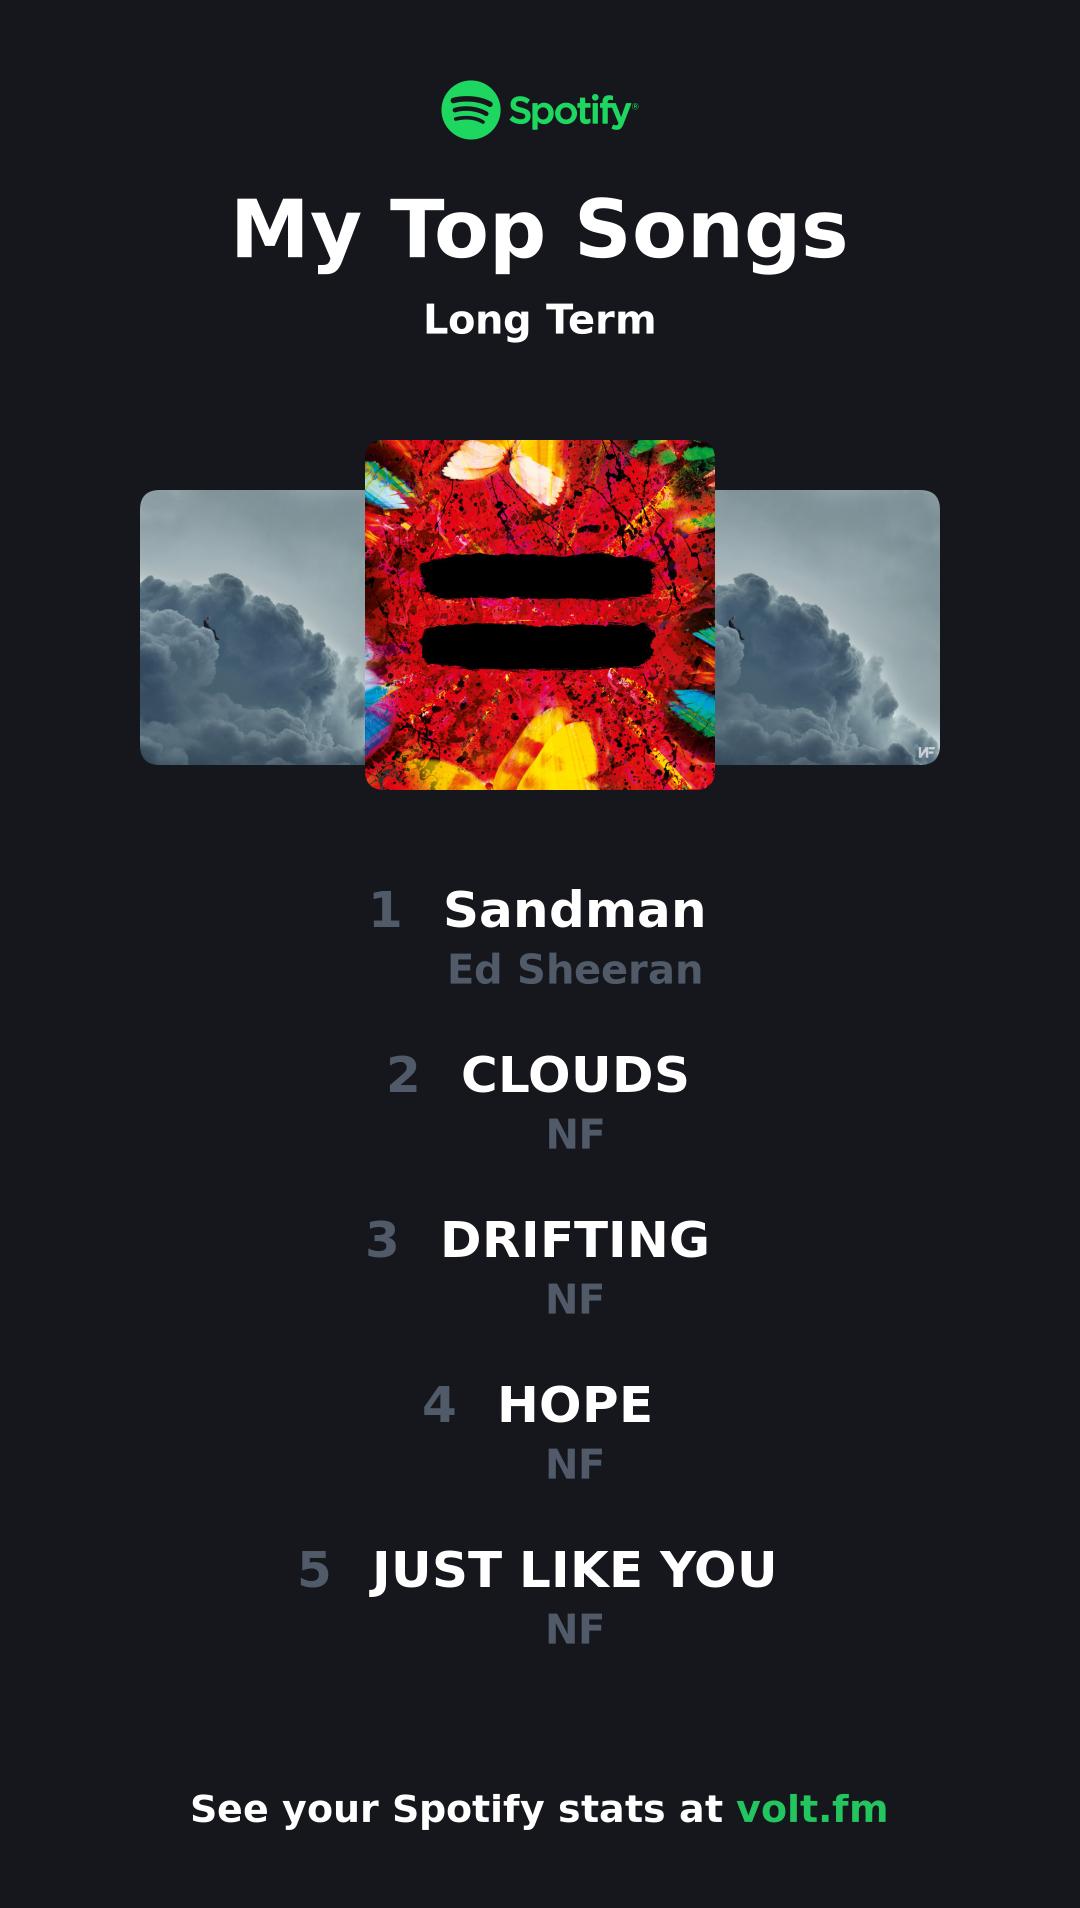 Spotify®
My Top Songs
Long Term
NF
1 Sandman
Ed Sheeran
2 CLOUDS
NF
3 DRIFTING
NF
4 HOPE
NF
5 JUST LIKE YOU
NF
See your Spotify stats at volt.fm